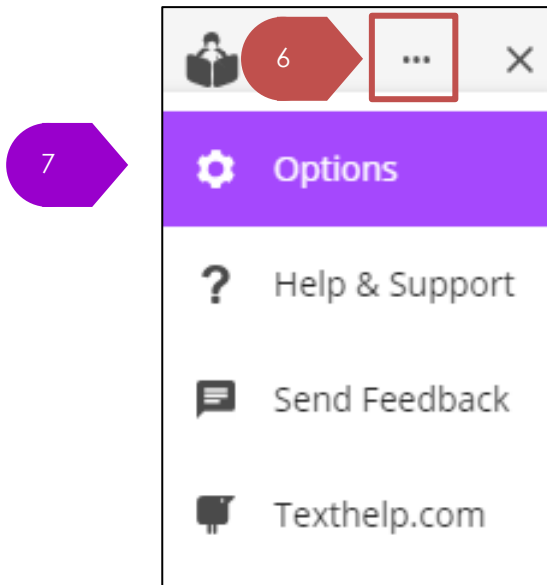 6
7
Options
? Help & Support
Send Feedback
Texthelp.com